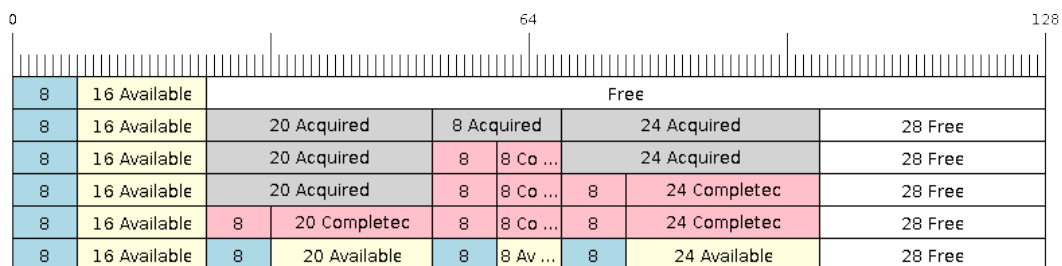 0 64 128
8 16 Available Free
8 16 Available 20 Acquired 8 Acquired 24 Acquired 28 Free
8 16 Available 20 Acquired 8 8 Co ... 24 Acquired 28 Free
8 16 Available 20 Acquired 8 8 Co ... 8 24 Completec 28 Free
8 16 Available 8 20 Completec 8 8 Co ... 8 24 Completec 28 Free
8 16 Available 8 20 Available 8 8 Av ... 8 24 Available 28 Free